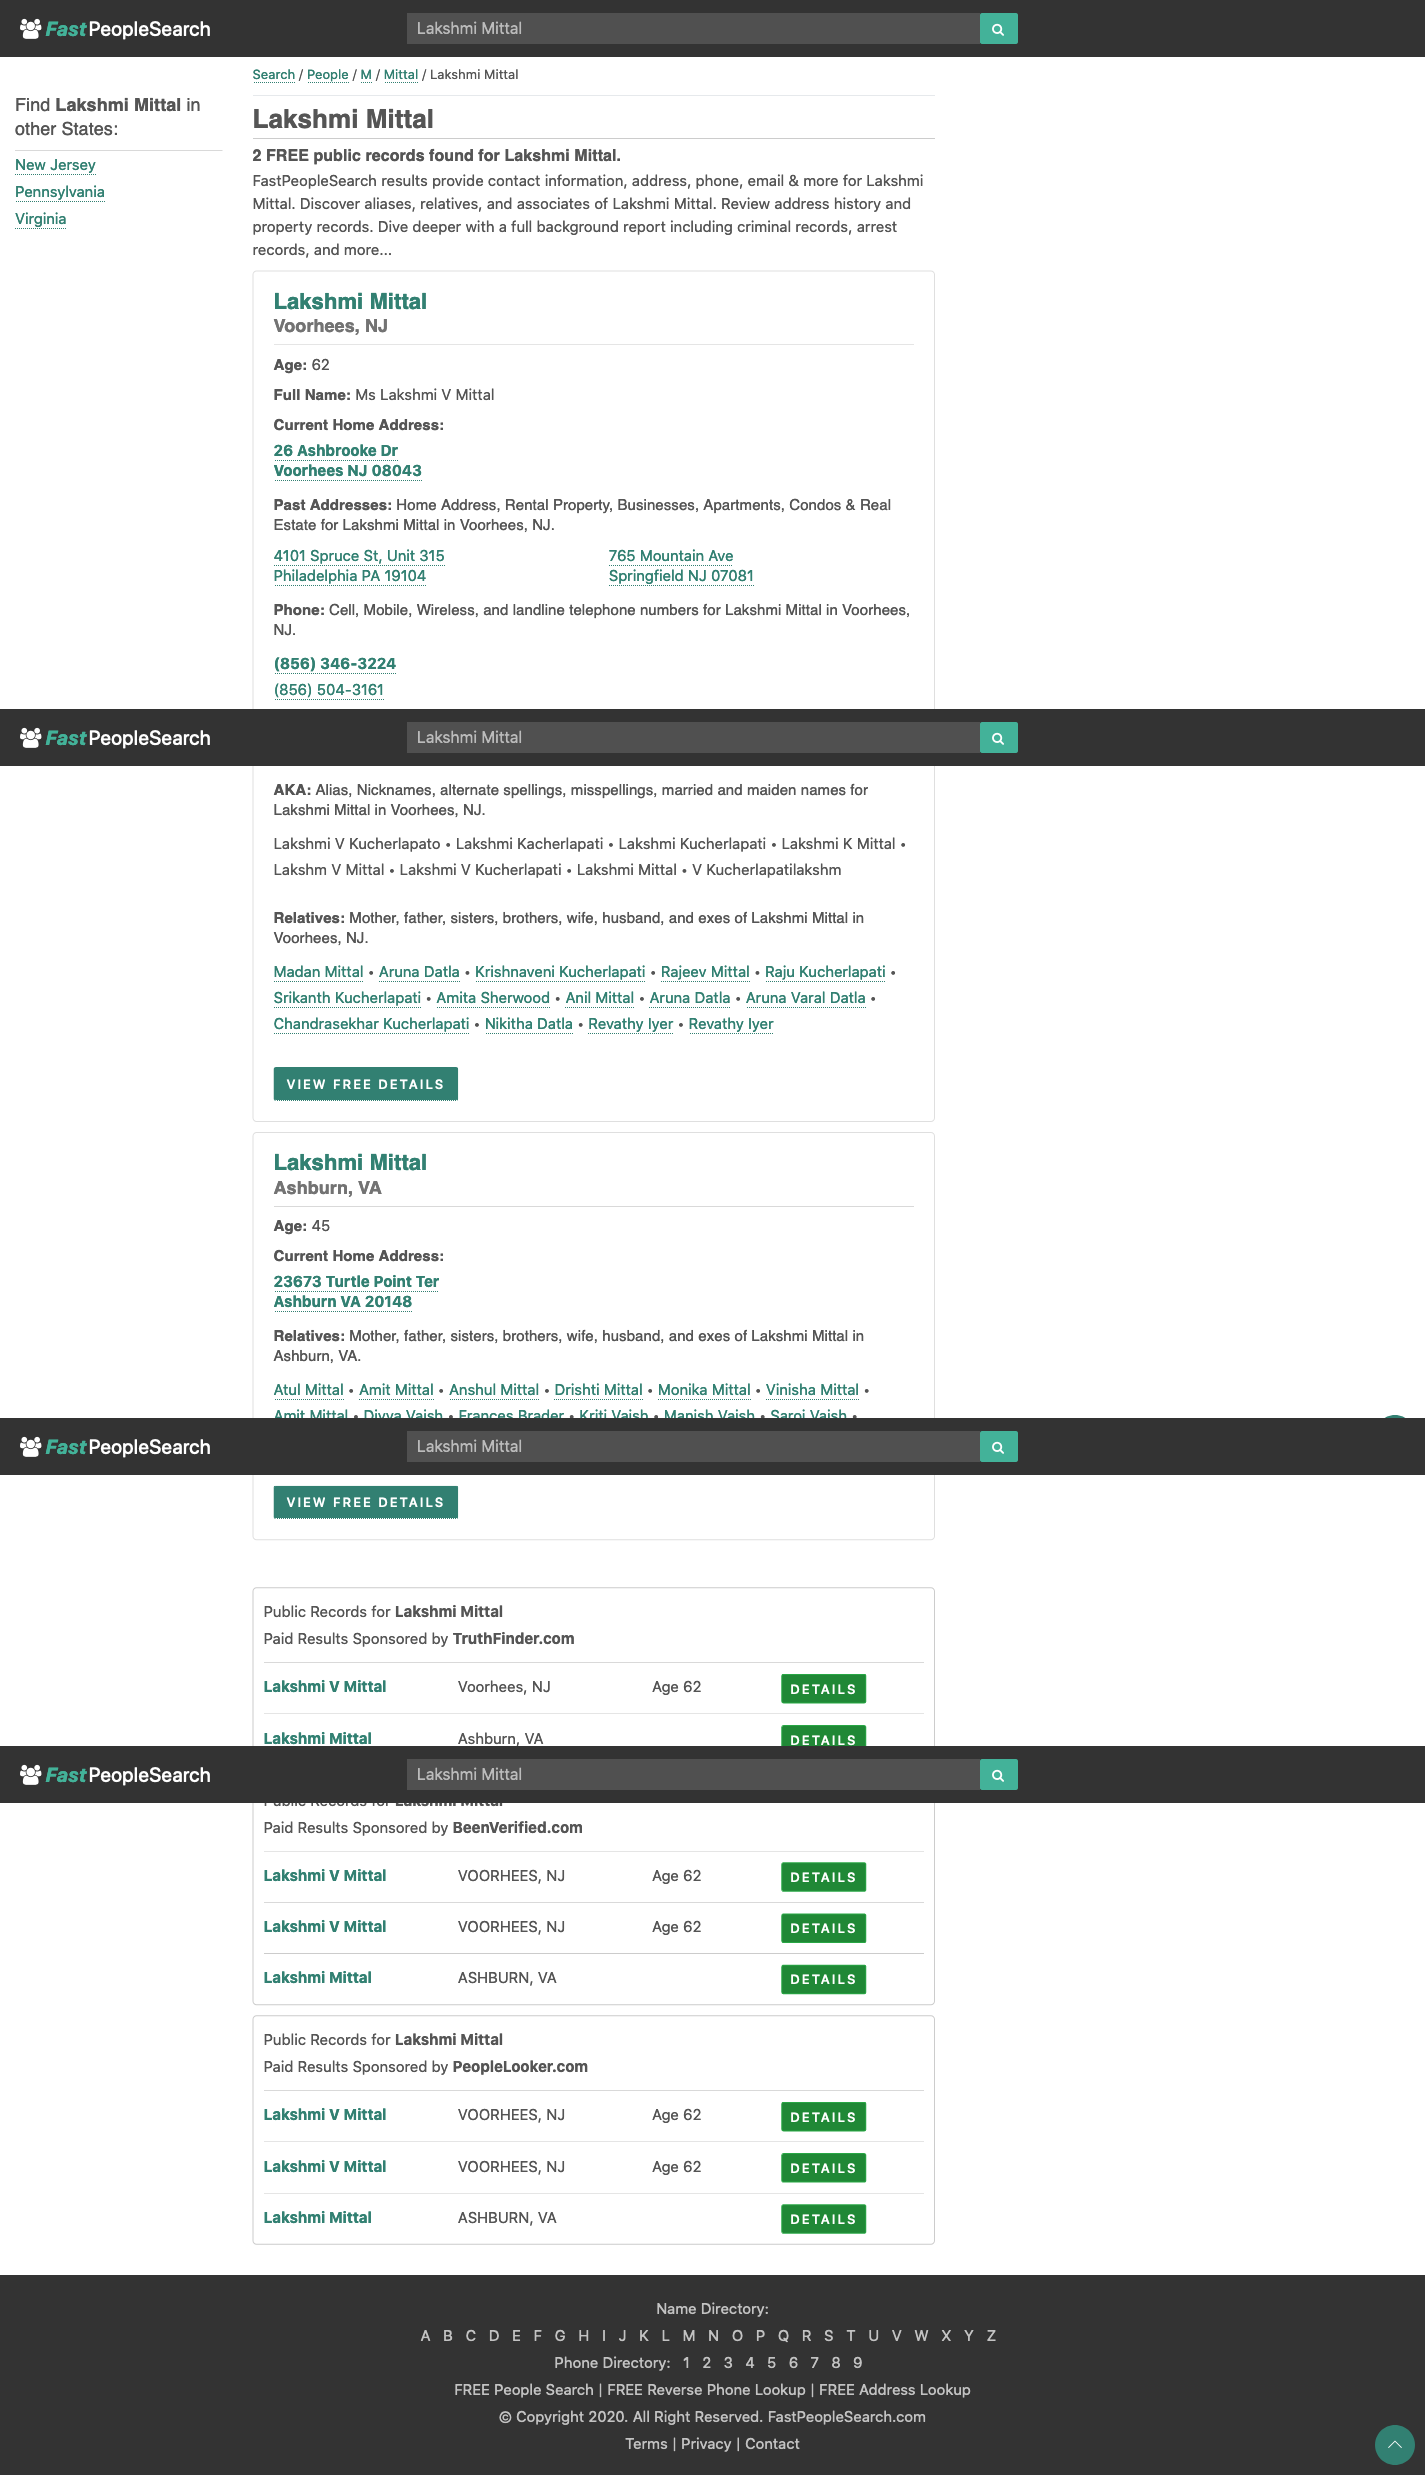 FastPeopleSearch
Lakshmi Mittal
Search / People / M / Mittal / Lakshmi Mittal
Find Lakshmi Mittal in
other States:
New Jersey
Pennsylvania
Virginia
Lakshmi Mittal
2 FREE public records found for Lakshmi Mittal.
FastPeopleSearch results provide contact information, address, phone, email & more for Lakshmi
Mittal. Discover aliases, relatives, and associates of Lakshmi Mittal. Review address history and
property records. Dive deeper with a full background report including criminal records, arrest
records, and more...
Lakshmi Mittal
Voorhees, NJ
Age: 62
Full Name: Ms Lakshmi V Mittal
Current Home Address:
26 Ashbrooke Dr
Voorhees NJ 08043
Past Addresses: Home Address, Rental Property, Businesses, Apartments, Condos & Real
Estate for Lakshmi Mittal in Voorhees, NJ.
4101 Spruce St, Unit 315
Philadelphia PA 19104
765 Mountain Ave
Springfield NJ 07081
Phone: Cell, Mobile, Wireless, and landline telephone numbers for Lakshmi Mittal in Voorhees,
NJ.
(856) 346-3224
(856) 504-3161
FastPeopleSearch
Lakshmi Mittal
AKA: Alias, Nicknames, alternate spellings, misspellings, married and maiden names for
Lakshmi Mittal in Voorhees, NJ.
Lakshmi V Kucherlapato • Lakshmi Kacherlapati • Lakshmi Kucherlapati • Lakshmi K Mittal •
Lakshm V Mittal • Lakshmi V Kucherlapati • Lakshmi Mittal • V Kucherlapatilakshm
Relatives: Mother, father, sisters, brothers, wife, husband, and exes of Lakshmi Mittal in
Voorhees, NJ.
Madan Mittal • Aruna Datla • Krishnaveni Kucherlapati • Rajeev Mittal • Raju Kucherlapati •
Srikanth Kucherlapati • Amita Sherwood • Anil Mittal • Aruna Datla • Aruna Varal Datla •
Chandrasekhar Kucherlapati • Nikitha Datla • Revathy Iyer • Revathy Iyer
VIEW FREE DETAILS
Lakshmi Mittal
Ashburn, VA
Age: 45
Current Home Address:
23673 Turtle Point Ter
Ashburn VA 20148
Relatives: Mother, father, sisters, brothers, wife, husband, and exes of Lakshmi Mittal in
Ashburn, VA.
Atul Mittal • Amit Mittal • Anshul Mittal • Drishti Mittal • Monika Mittal • Vinisha Mittal •
Amit Mittal • Divya Vaish • Frances Brader • Kriti Vaish • Manish Vaish • Saroj Vaish •
FastPeopleSearch
Lakshmi Mittal
VIEW FREE DETAILS
Public Records for Lakshmi Mittal
Paid Results Sponsored by TruthFinder.com
Lakshmi V Mittal Voorhees, NJ Age 62 DETAILS
Lakshmi Mittal Ashburn, VA DETAILS
FastPeopleSearch
Lakshmi Mittal
Public Records for Lakshmi Mittal
Paid Results Sponsored by BeenVerified.com
Lakshmi V Mittal VOORHEES, NJ Age 62 DETAILS
Lakshmi V Mittal VOORHEES, NJ Age 62 DETAILS
Lakshmi Mittal ASHBURN, VA DETAILS
Public Records for Lakshmi Mittal
Paid Results Sponsored by PeopleLooker.com
Lakshmi V Mittal VOORHEES, NJ Age 62 DETAILS
Lakshmi V Mittal VOORHEES, NJ Age 62 DETAILS
Lakshmi Mittal ASHBURN, VA DETAILS
Name Directory:
A B C D E F G H I J K L M N O P Q R S T U V W X Y Z
Phone Directory: 1 2 3 4 5 6 7 8 9
FREE People Search | FREE Reverse Phone Lookup | FREE Address Lookup
© Copyright 2020. All Right Reserved. FastPeopleSearch.com
Terms | Privacy | Contact